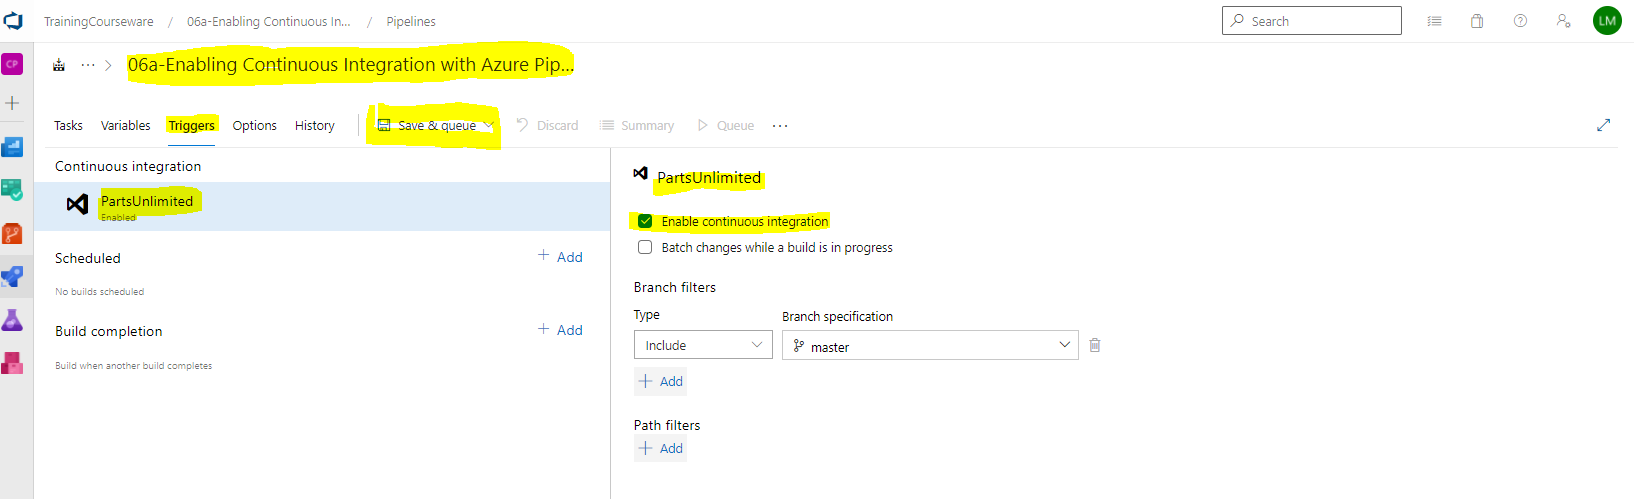 TrainingCourseware / 06a-Enabling Continuous In... / Pipelines Search LM
CP ... > 06a-Enabling Continuous Integration with Azure Pip...
Tasks Variables Triggers Options History Save & queue Discard Summary Queue ...
Continuous integration
PartsUnlimited
Enabled
Scheduled + Add
No builds scheduled
Build completion + Add
Build when another build completes
PartsUnlimited
Enable continuous integration
Batch changes while a build is in progress
Branch filters
Type Branch specification
Include master
+ Add
Path filters
+ Add